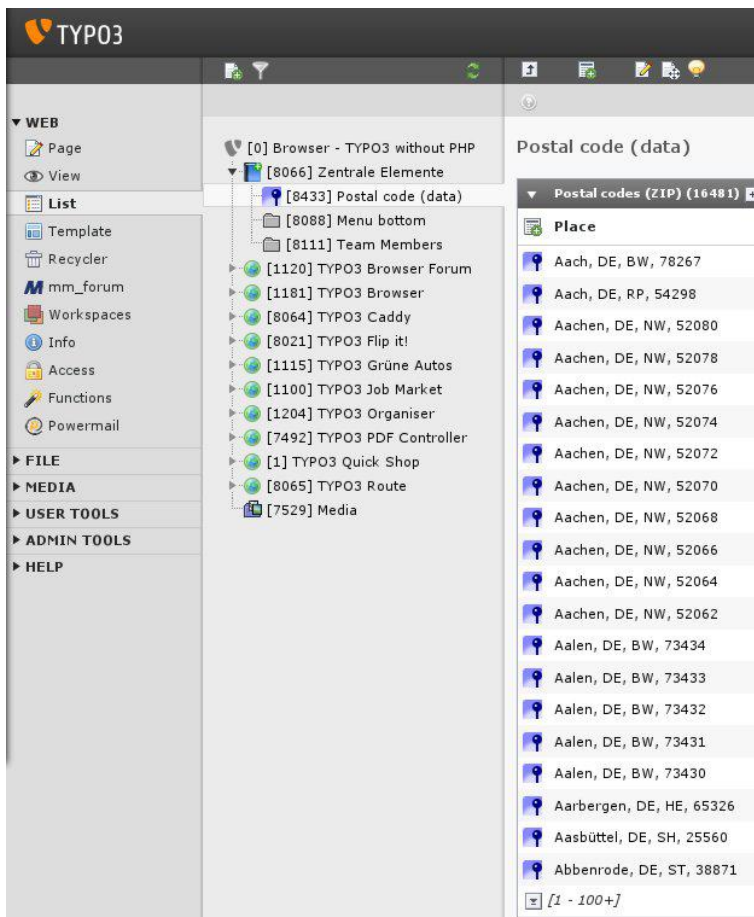 TYPO3
WEB
Page
View
List
Template
Recycler
mm_forum
Workspaces
Info
Access
Functions
Powermail
FILE
MEDIA
USER TOOLS
ADMIN TOOLS
HELP
[0] Browser - TYPO3 without PHP
[8066] Zentrale Elemente
[8433] Postal code (data)
[8088] Menu bottom
[8111] Team Members
[1120] TYPO3 Browser Forum
[1181] TYPO3 Browser
[8064] TYPO3 Caddy
[8021] TYPO3 Flip it!
[1115] TYPO3 Grüne Autos
[1100] TYPO3 Job Market
[1204] TYPO3 Organiser
[7492] TYPO3 PDF Controller
[1] TYPO3 Quick Shop
[8065] TYPO3 Route
[7529] Media
Postal code (data)
Postal codes (ZIP) (16481)
Place
Aach, DE, BW, 78267
Aach, DE, RP, 54298
Aachen, DE, NW, 52080
Aachen, DE, NW, 52078
Aachen, DE, NW, 52076
Aachen, DE, NW, 52074
Aachen, DE, NW, 52072
Aachen, DE, NW, 52070
Aachen, DE, NW, 52068
Aachen, DE, NW, 52066
Aachen, DE, NW, 52064
Aachen, DE, NW, 52062
Aalen, DE, BW, 73434
Aalen, DE, BW, 73433
Aalen, DE, BW, 73432
Aalen, DE, BW, 73431
Aalen, DE, BW, 73430
Aarbergen, DE, HE, 65326
Aasbüttel, DE, SH, 25560
Abbenrode, DE, ST, 38871
[1 - 100+]